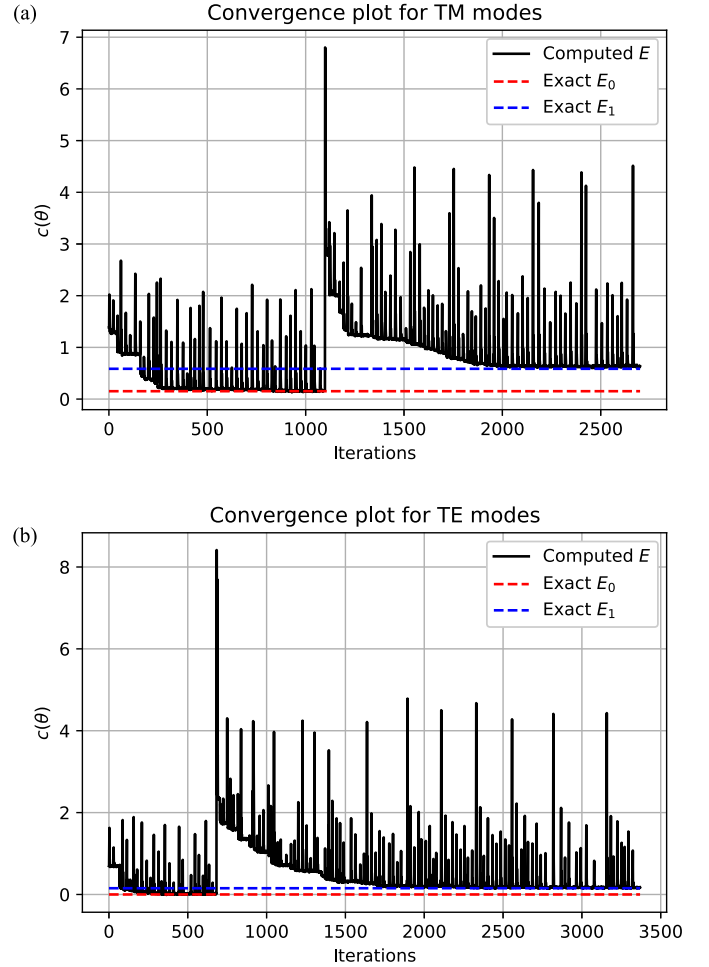 (a)
Convergence plot for TM modes
7
6
5
4
3
2
1
0
c(θ)
Computed E
Exact E₀
Exact E₁
0 500 1000 1500 2000 2500
Iterations
(b)
Convergence plot for TE modes
8
6
4
2
0
c(θ)
Computed E
Exact E₀
Exact E₁
0 500 1000 1500 2000 2500 3000 3500
Iterations